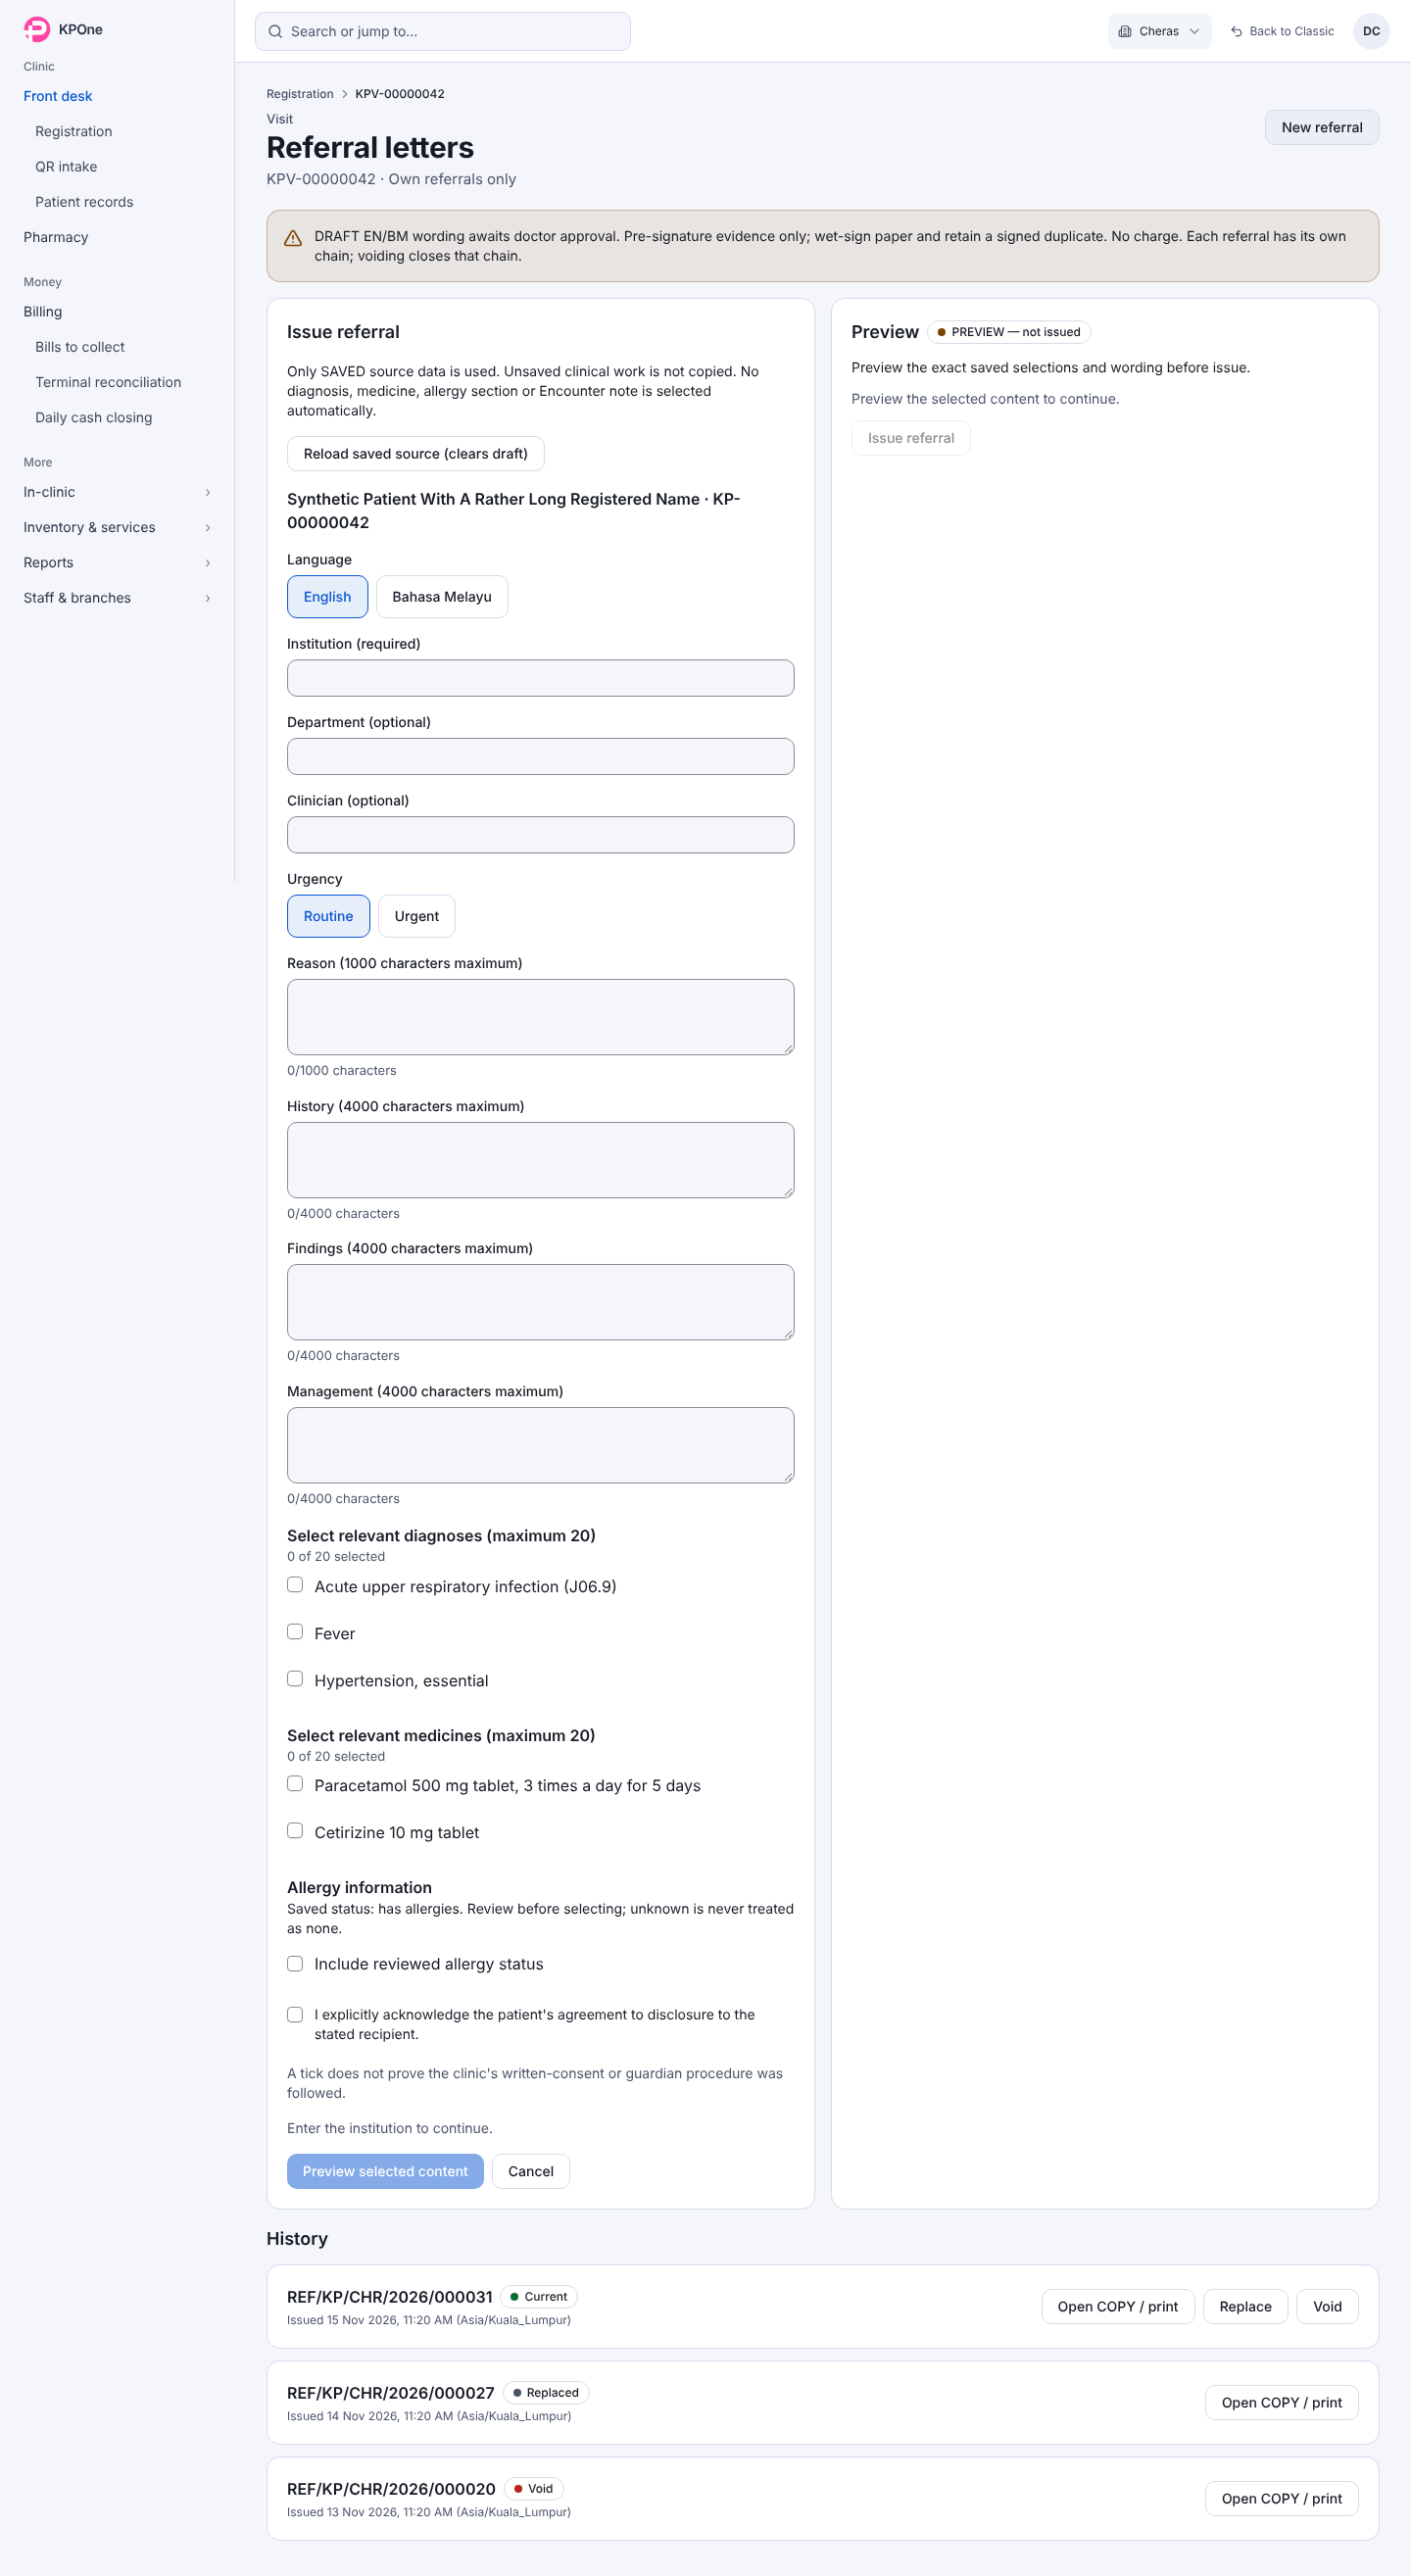 KPOne
Clinic
Front desk
Registration
QR intake
Patient records
Pharmacy
Money
Billing
Bills to collect
Terminal reconciliation
Daily cash closing
More
In-clinic
Inventory & services
Reports
Staff & branches
Search or jump to...
Cheras
Back to Classic
DC
Registration > KPV-00000042
Visit
Referral letters
KPV-00000042 · Own referrals only
New referral
DRAFT EN/BM wording awaits doctor approval. Pre-signature evidence only; wet-sign paper and retain a signed duplicate. No charge. Each referral has its own
chain; voiding closes that chain.
Issue referral
Only SAVED source data is used. Unsaved clinical work is not copied. No
diagnosis, medicine, allergy section or Encounter note is selected
automatically.
Reload saved source (clears draft)
Synthetic Patient With A Rather Long Registered Name · KP-
00000042
Language
English
Bahasa Melayu
Institution (required)
Department (optional)
Clinician (optional)
Urgency
Routine
Urgent
Reason (1000 characters maximum)
0/1000 characters
History (4000 characters maximum)
0/4000 characters
Findings (4000 characters maximum)
0/4000 characters
Management (4000 characters maximum)
0/4000 characters
Select relevant diagnoses (maximum 20)
0 of 20 selected
Acute upper respiratory infection (J06.9)
Fever
Hypertension, essential
Select relevant medicines (maximum 20)
0 of 20 selected
Paracetamol 500 mg tablet, 3 times a day for 5 days
Cetirizine 10 mg tablet
Allergy information
Saved status: has allergies. Review before selecting; unknown is never treated
as none.
Include reviewed allergy status
I explicitly acknowledge the patient's agreement to disclosure to the
stated recipient.
A tick does not prove the clinic's written-consent or guardian procedure was
followed.
Enter the institution to continue.
Preview selected content
Cancel
Preview
PREVIEW — not issued
Preview the exact saved selections and wording before issue.
Preview the selected content to continue.
Issue referral
History
REF/KP/CHR/2026/000031
Current
Issued 15 Nov 2026, 11:20 AM (Asia/Kuala_Lumpur)
Open COPY / print
Replace
Void
REF/KP/CHR/2026/000027
Replaced
Issued 14 Nov 2026, 11:20 AM (Asia/Kuala_Lumpur)
Open COPY / print
REF/KP/CHR/2026/000020
Void
Issued 13 Nov 2026, 11:20 AM (Asia/Kuala_Lumpur)
Open COPY / print